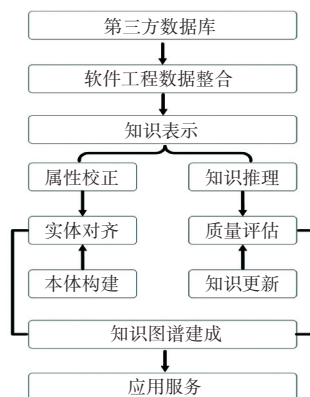 第三方数据库
软件工程数据整合
知识表示
属性校正
知识推理
实体对齐
质量评估
本体构建
知识更新
知识图谱建成
应用服务